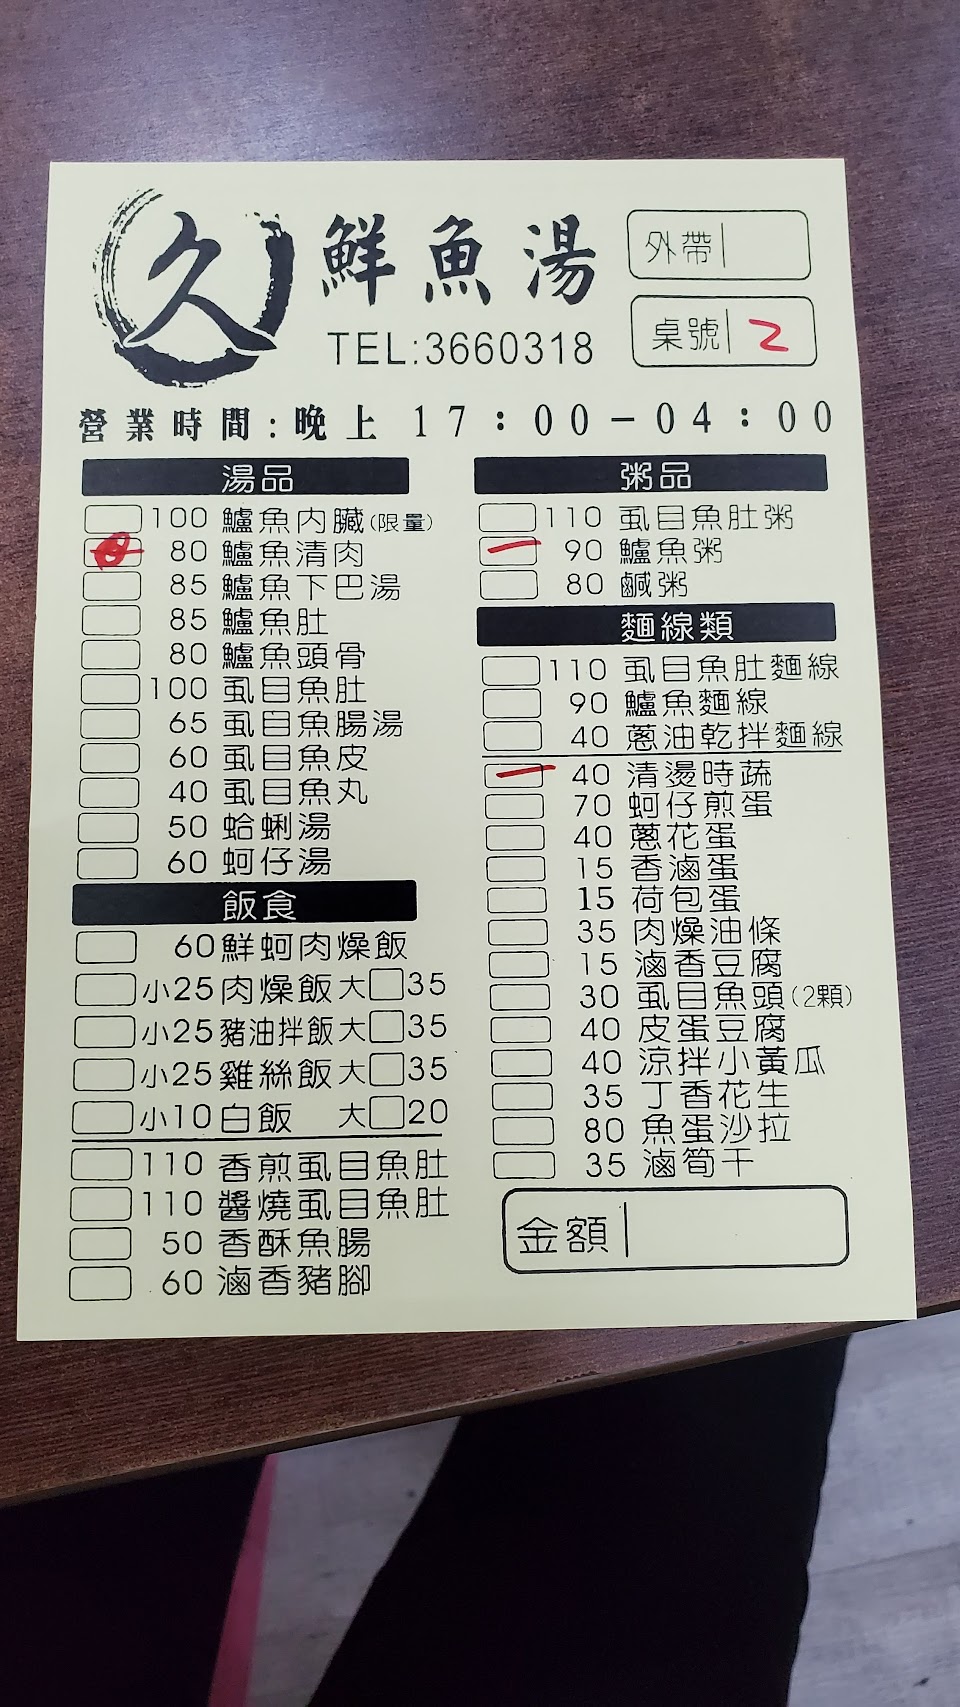 久 鮮魚湯
外帶
TEL:3660318
桌號 2
營業時間:晚上 17:00-04:00
湯品
100 鱸魚內臟(限量)
80 鱸魚清肉
85 鱸魚下巴湯
85 鱸魚肚
80 鱸魚頭骨
100 虱目魚肚
65 虱目魚腸湯
60 虱目魚皮
40 虱目魚丸
50 蛤蜊湯
60 蚵仔湯
飯食
60鮮蚵肉燥飯
小25肉燥飯大 35
小25豬油拌飯大 35
小25雞絲飯大 35
小10白飯 大 20
110 香煎虱目魚肚
110 醬燒虱目魚肚
50 香酥魚腸
60 滷香豬腳
粥品
110 虱目魚肚粥
90 鱸魚粥
80 鹹粥
麵線類
110 虱目魚肚麵線
90 鱸魚麵線
40 蔥油乾拌麵線
40 清燙時蔬
70 蚵仔煎蛋
40 蔥花蛋
15 香滷蛋
15 荷包蛋
35 肉燥油條
15 滷香豆腐
30 虱目魚頭(2顆)
40 皮蛋豆腐
40 涼拌小黃瓜
35 丁香花生
80 魚蛋沙拉
35 滷筍干
金額